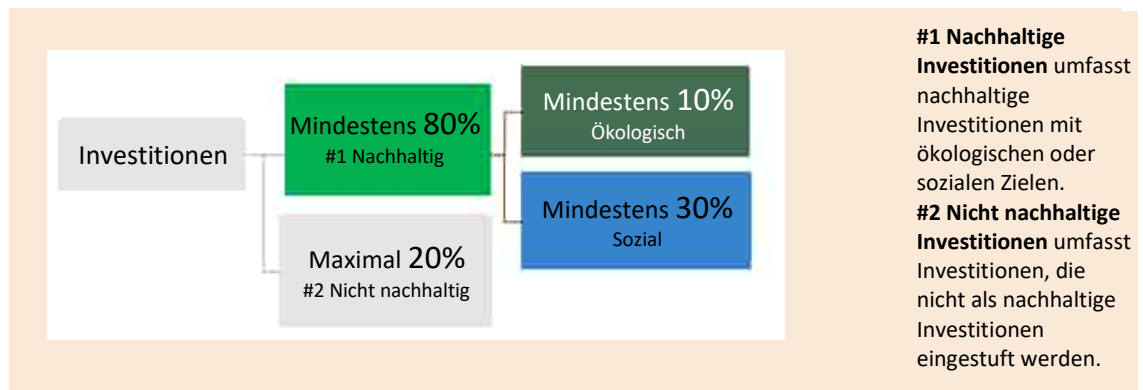 Investitionen
Mindestens 80%
#1 Nachhaltig
Maximal 20%
#2 Nicht nachhaltig
Mindestens 10%
Ökologisch
Mindestens 30%
Sozial
#1 Nachhaltige
Investitionen umfasst
nachhaltige
Investitionen mit
ökologischen oder
sozialen Zielen.
#2 Nicht nachhaltige
Investitionen umfasst
Investitionen, die
nicht als nachhaltige
Investitionen
eingestuft werden.